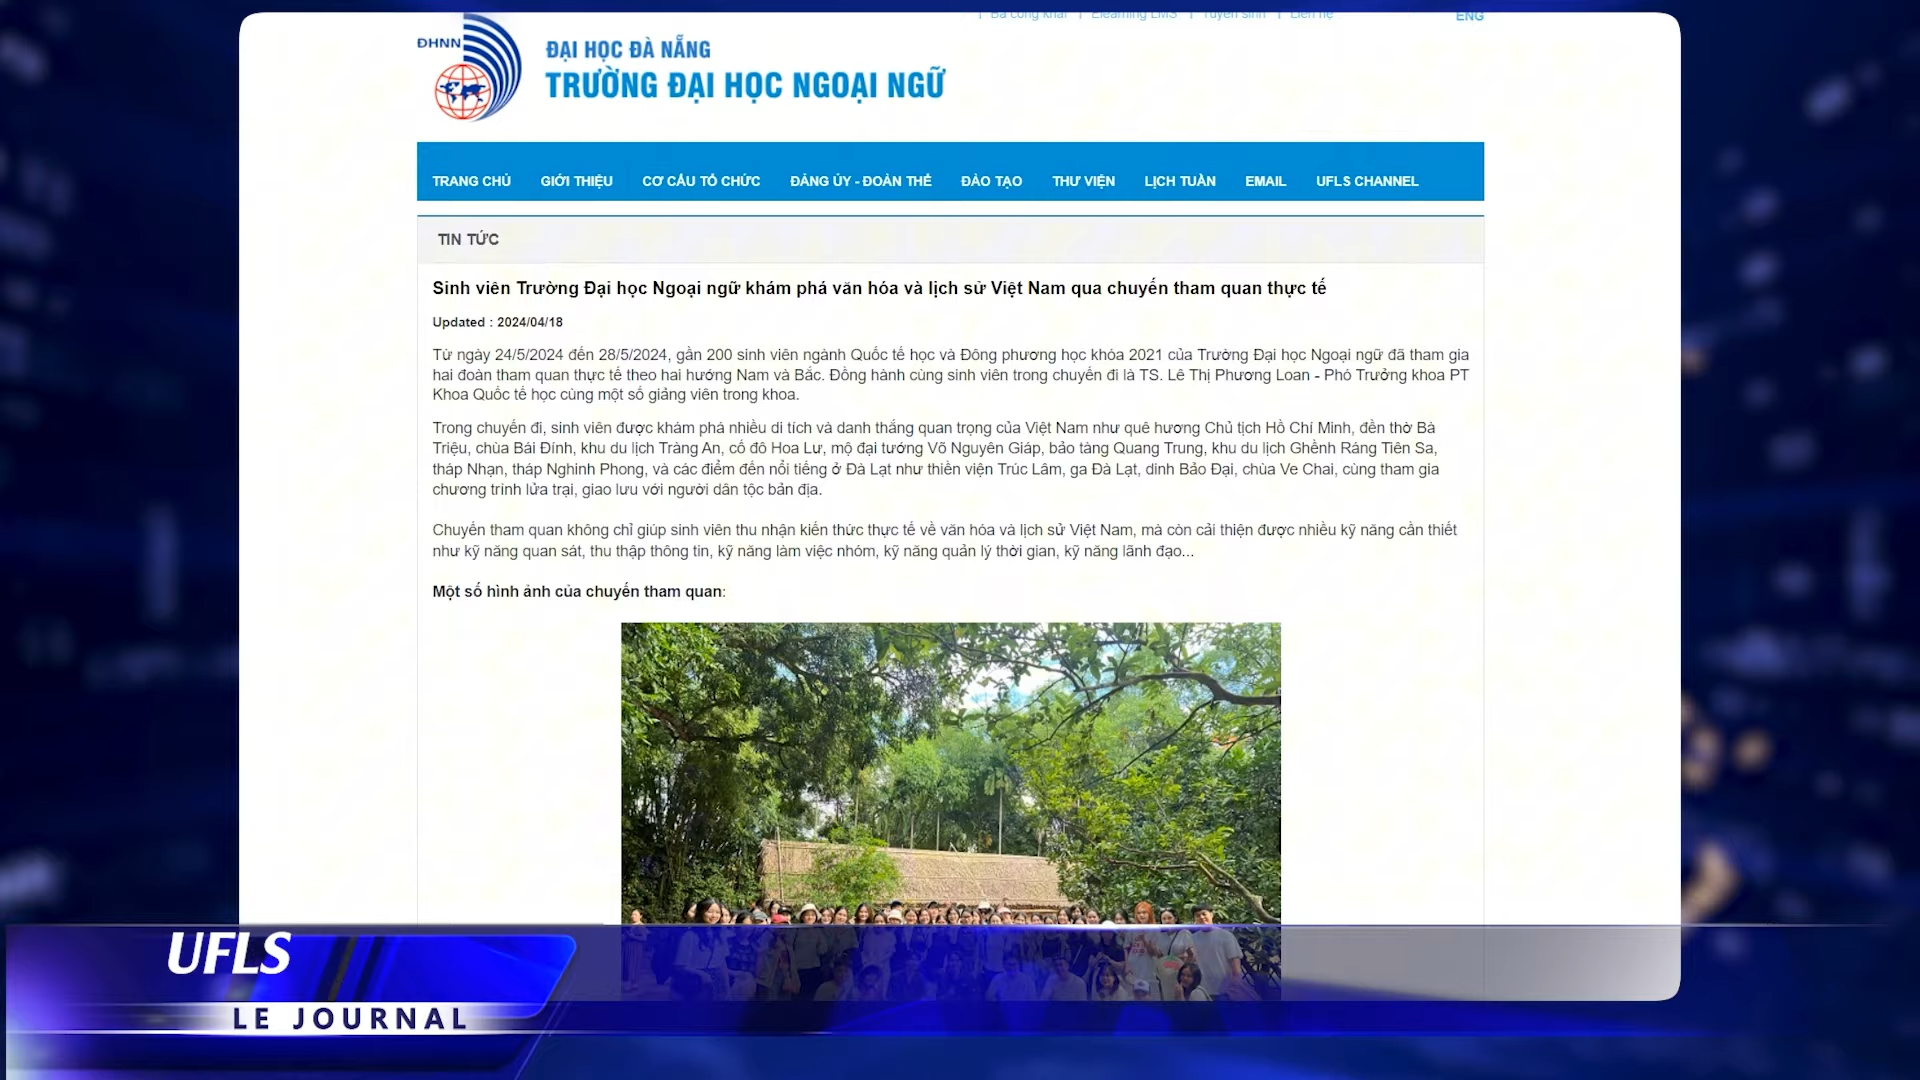 Ba công khai | Elearning LMS | Tuyển sinh | Liên hệ
ENG
ĐHNN
ĐẠI HỌC ĐÀ NẴNG
TRƯỜNG ĐẠI HỌC NGOẠI NGỮ
TRANG CHỦ GIỚI THIỆU CƠ CẤU TỔ CHỨC ĐẢNG ỦY - ĐOÀN THỂ ĐÀO TẠO THƯ VIỆN LỊCH TUẦN EMAIL UFLS CHANNEL
TIN TỨC
Sinh viên Trường Đại học Ngoại ngữ khám phá văn hóa và lịch sử Việt Nam qua chuyến tham quan thực tế
Updated : 2024/04/18
Từ ngày 24/5/2024 đến 28/5/2024, gần 200 sinh viên ngành Quốc tế học và Đông phương học khóa 2021 của Trường Đại học Ngoại ngữ đã tham gia
hai đoàn tham quan thực tế theo hai hướng Nam và Bắc. Đồng hành cùng sinh viên trong chuyến đi là TS. Lê Thị Phương Loan - Phó Trưởng khoa PT
Khoa Quốc tế học cùng một số giảng viên trong khoa.
Trong chuyến đi, sinh viên được khám phá nhiều di tích và danh thắng quan trọng của Việt Nam như quê hương Chủ tịch Hồ Chí Minh, đền thờ Bà
Triệu, chùa Bái Đính, khu du lịch Tràng An, cố đô Hoa Lư, mộ đại tướng Võ Nguyên Giáp, bảo tàng Quang Trung, khu du lịch Ghềnh Ráng Tiên Sa,
tháp Nhạn, tháp Nghinh Phong, và các điểm đến nổi tiếng ở Đà Lạt như thiền viện Trúc Lâm, ga Đà Lạt, dinh Bảo Đại, chùa Ve Chai, cùng tham gia
chương trình lửa trại, giao lưu với người dân tộc bản địa.
Chuyến tham quan không chỉ giúp sinh viên thu nhận kiến thức thực tế về văn hóa và lịch sử Việt Nam, mà còn cải thiện được nhiều kỹ năng cần thiết
như kỹ năng quan sát, thu thập thông tin, kỹ năng làm việc nhóm, kỹ năng quản lý thời gian, kỹ năng lãnh đạo...
Một số hình ảnh của chuyến tham quan:
UFLS
LE JOURNAL